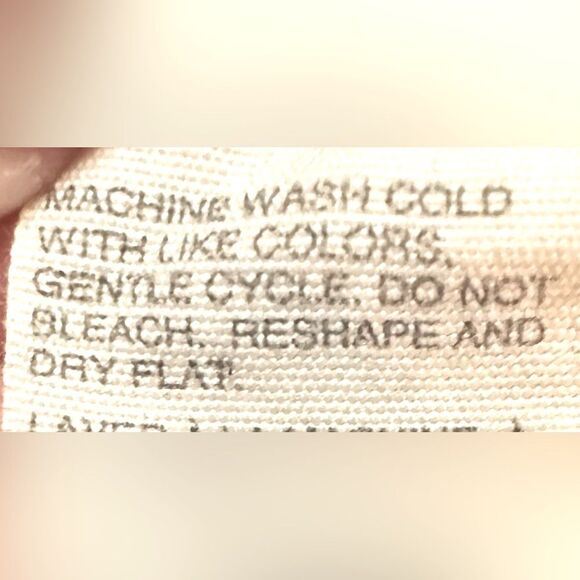 MACHINE WASH COLD
WITH LIKE COLORS.
GENTLE CYCLE. DO NOT
BLEACH. RESHAPE AND
DRY FLAT.